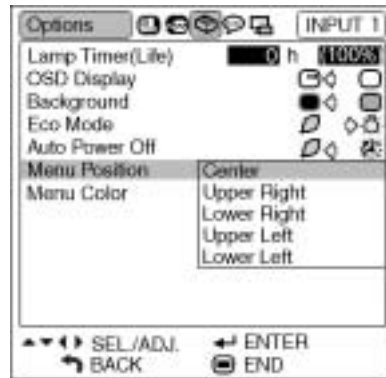 Options INPUT 1
Lamp Timer(Life) 0 h (100%)
OSD Display
Background
Eco Mode
Auto Power Off
Menu Position Center
Menu Color Upper Right
Lower Right
Upper Left
Lower Left
SEL./ADJ. ENTER
BACK END